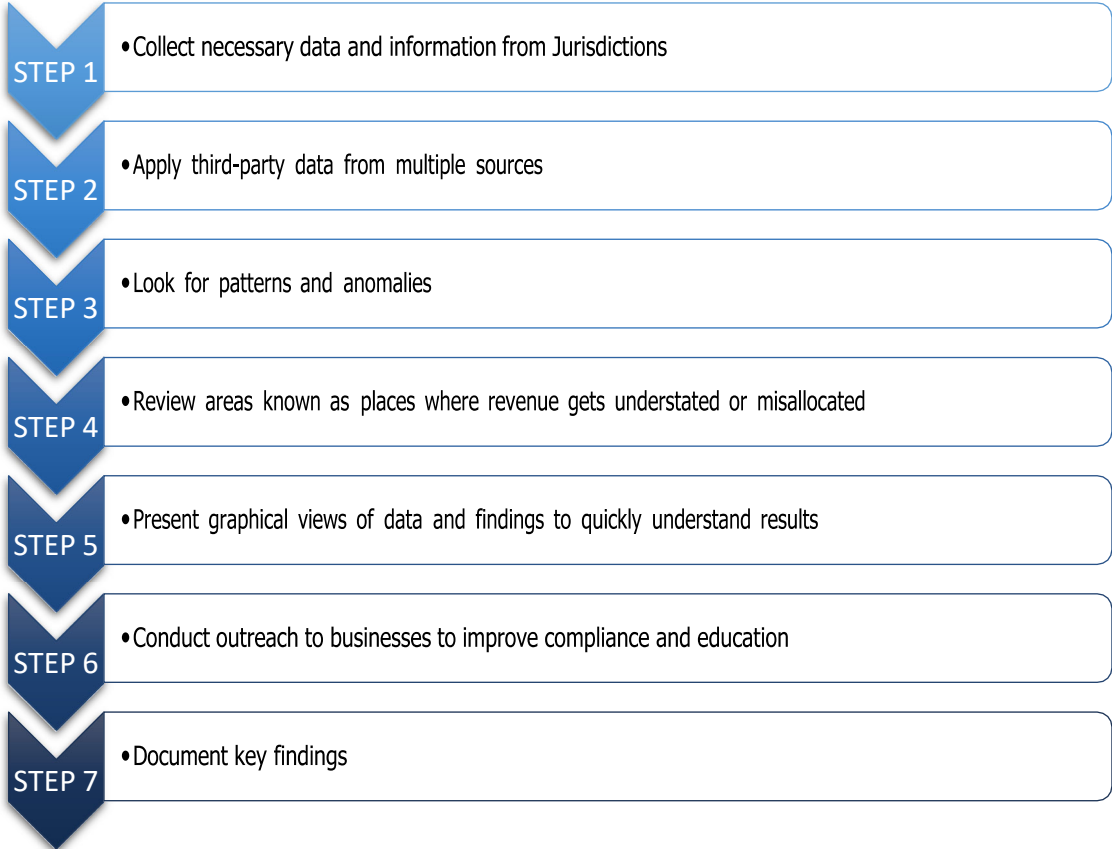 STEP 1
•Collect necessary data and information from Jurisdictions
STEP 2
•Apply third-party data from multiple sources
STEP 3
•Look for patterns and anomalies
STEP 4
•Review areas known as places where revenue gets understated or misallocated
STEP 5
•Present graphical views of data and findings to quickly understand results
STEP 6
•Conduct outreach to businesses to improve compliance and education
STEP 7
•Document key findings